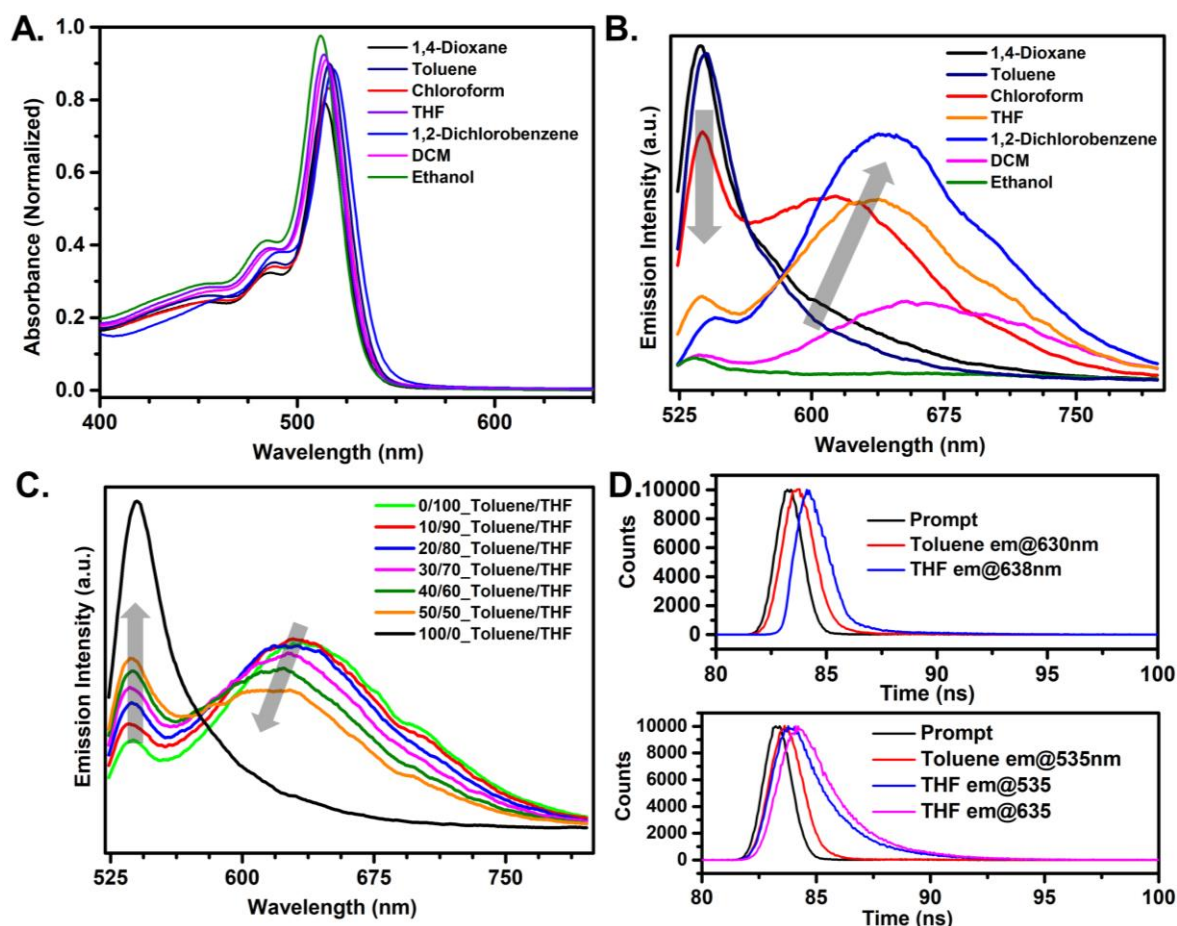 A.
1.0
0.8
0.6
0.4
0.2
0.0
Absorbance (Normalized)
1,4-Dioxane
Toluene
Chloroform
THF
1,2-Dichlorobenzene
DCM
Ethanol
400
500
600
Wavelength (nm)
B.
Emission Intensity (a.u.)
1,4-Dioxane
Toluene
Chloroform
THF
1,2-Dichlorobenzene
DCM
Ethanol
525
600
675
750
Wavelength (nm)
C.
Emission Intensity (a.u.)
0/100_Toluene/THF
10/90_Toluene/THF
20/80_Toluene/THF
30/70_Toluene/THF
40/60_Toluene/THF
50/50_Toluene/THF
100/0_Toluene/THF
525
600
675
750
Wavelength (nm)
D.
Counts
10000
8000
6000
4000
2000
0
Prompt
Toluene em@630nm
THF em@638nm
80
85
90
95
100
Time (ns)
Counts
10000
8000
6000
4000
2000
0
Prompt
Toluene em@535nm
THF em@535
THF em@635
80
85
90
95
100
Time (ns)